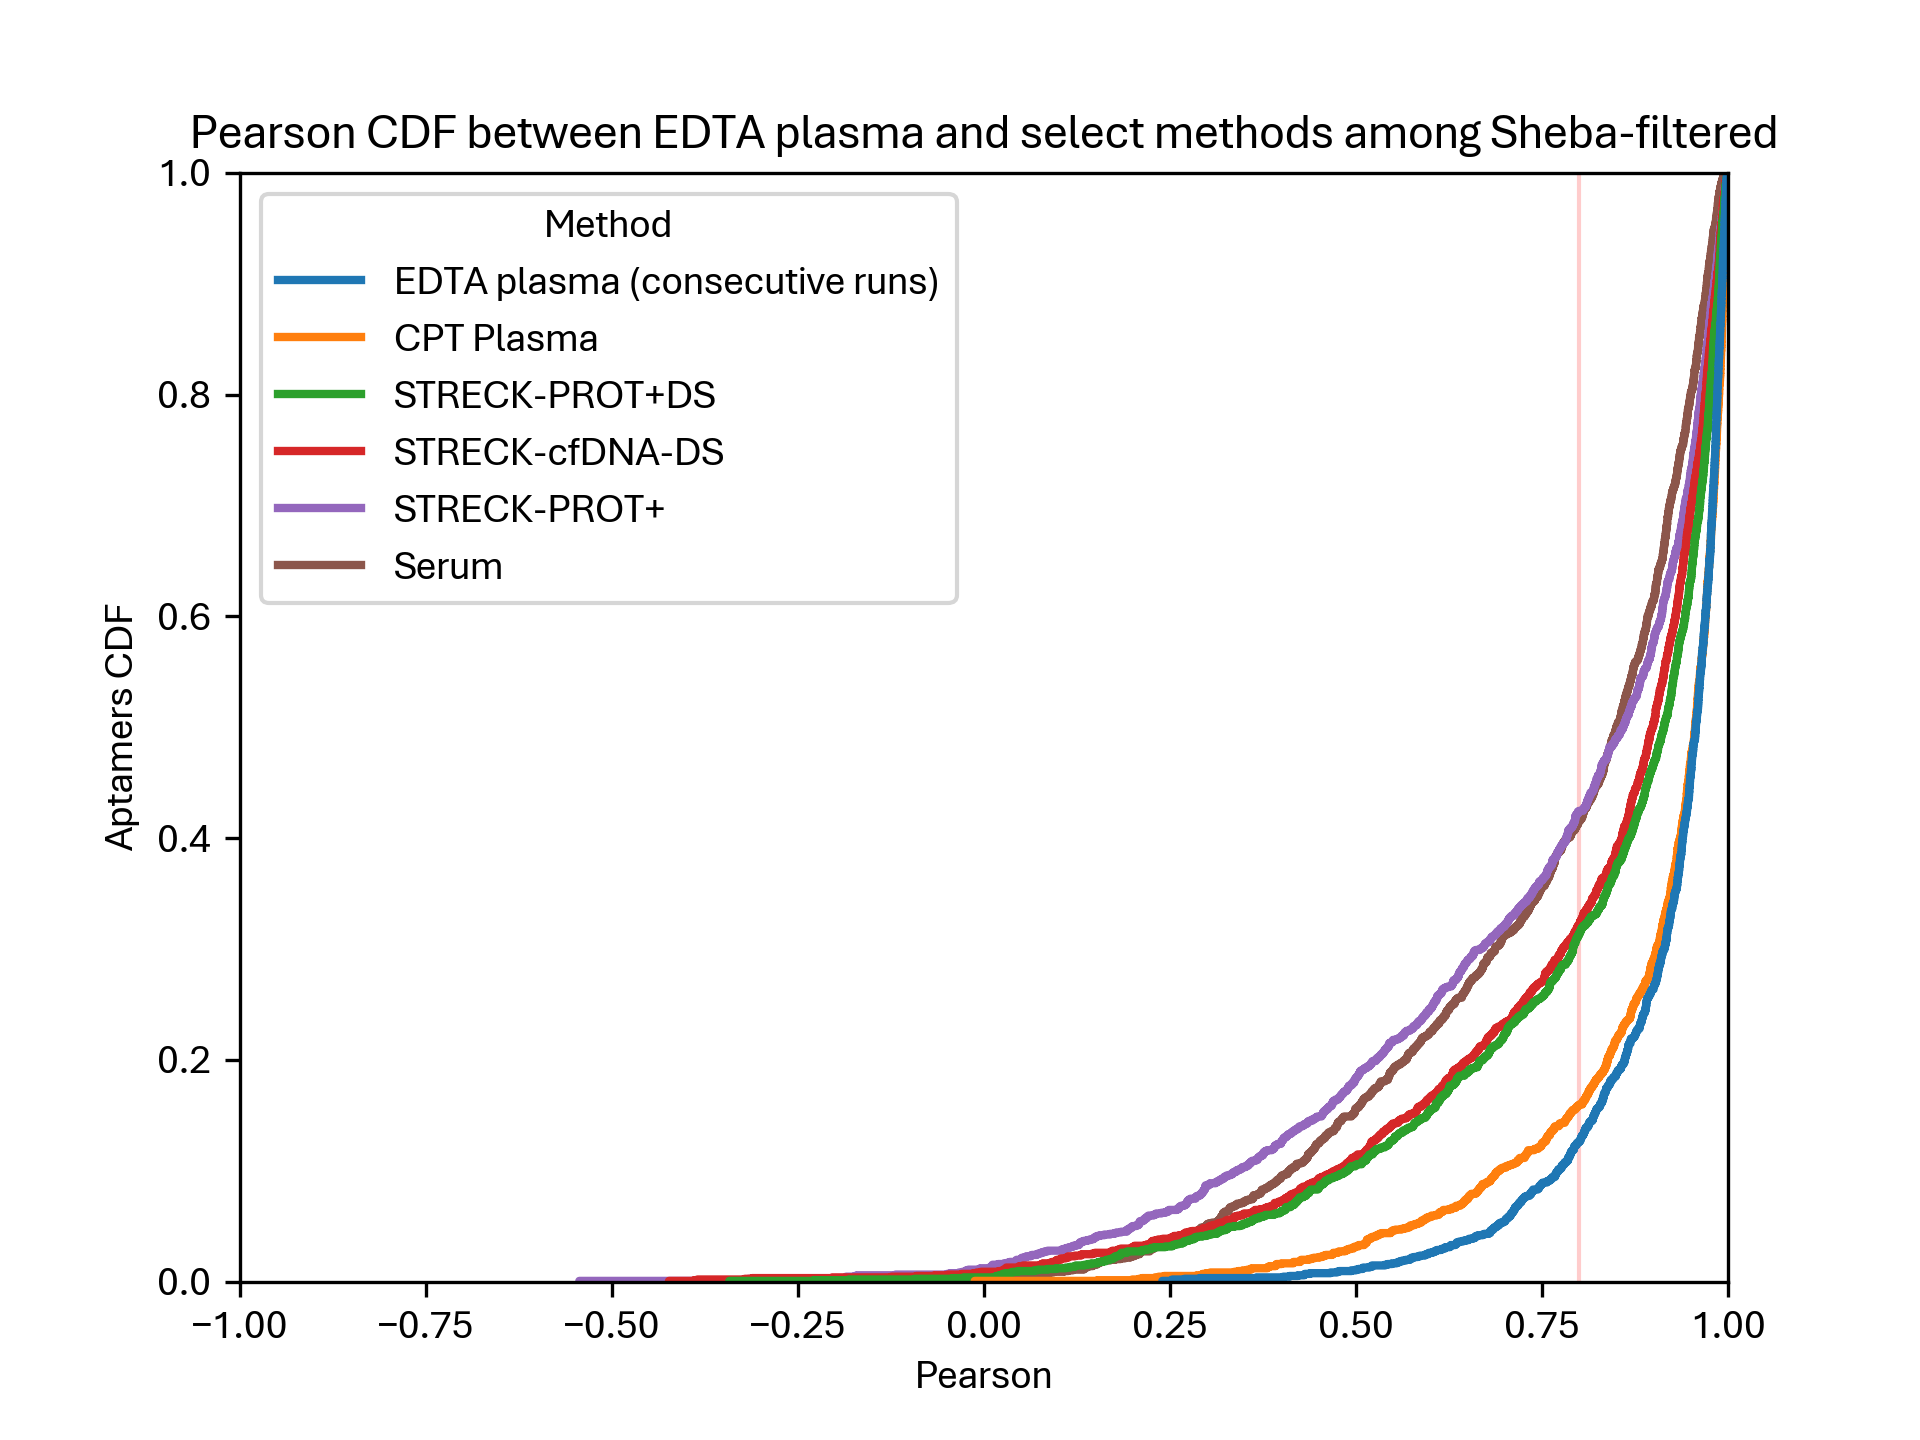 Pearson CDF between EDTA plasma and select methods among Sheba-filtered
Method
EDTA plasma (consecutive runs)
CPT Plasma
STRECK-PROT+DS
STRECK-cfDNA-DS
STRECK-PROT+
Serum
Aptamers CDF
1.0
0.8
0.6
0.4
0.2
0.0
−1.00 −0.75 −0.50 −0.25 0.00 0.25 0.50 0.75 1.00
Pearson